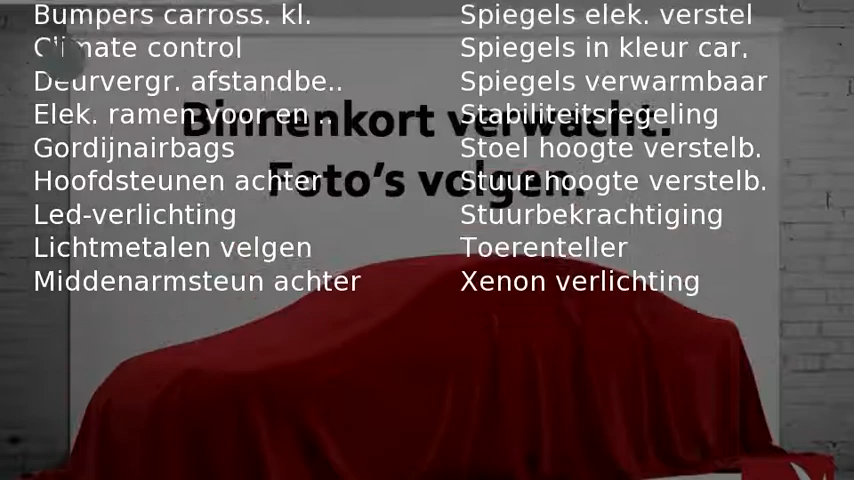 Bumpers carross. kl.
Climate control
Deurvergr. afstandbe..
Elek. ramen voor en ..
Gordijnairbags
Hoofdsteunen achter
Led-verlichting
Lichtmetalen velgen
Middenarmsteun achter
Spiegels elek. verstel
Spiegels in kleur car.
Spiegels verwarmbaar
Stabiliteitsregeling
Stoel hoogte verstelb.
Stuur hoogte verstelb.
Stuurbekrachtiging
Toerenteller
Xenon verlichting
Binnenkort verwacht.
Foto's volgen.